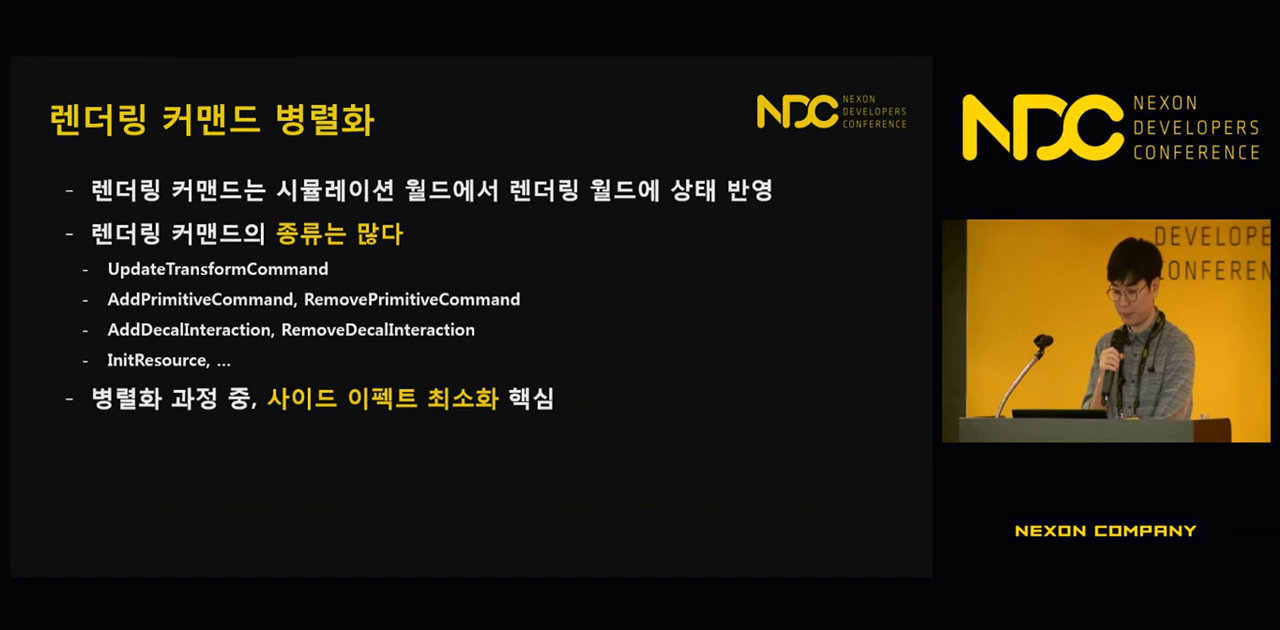 렌더링 커맨드 병렬화
NDC NEXON
DEVELOPERS
CONFERENCE
- 렌더링 커맨드는 시뮬레이션 월드에서 렌더링 월드에 상태 반영
- 렌더링 커맨드의 종류는 많다
- UpdateTransformCommand
- AddPrimitiveCommand, RemovePrimitiveCommand
- AddDecalInteraction, RemoveDecalInteraction
- InitResource, ...
- 병렬화 과정 중, 사이드 이펙트 최소화 핵심
NDC NEXON
DEVELOPERS
CONFERENCE
DEVELOPE
CONFEREN
NEXON COMPANY